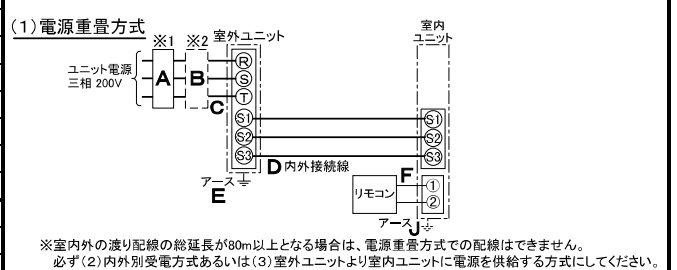 (1)電源重畳方式
※1 ※2 室外ユニット
室内
ユニット
ユニット電源
三相 200V
A B
C
R
S
T
S1
S2
S3
S1
S2
S3
D 内外接続線
アース
E
リモコン
F
①
②
アース
J
※室内外の渡り配線の総延長が80m以上となる場合は、電源重畳方式での配線はできません。
必ず(2)内外別受電方式あるいは(3)室外ユニットより室内ユニットに電源を供給する方式にしてください。